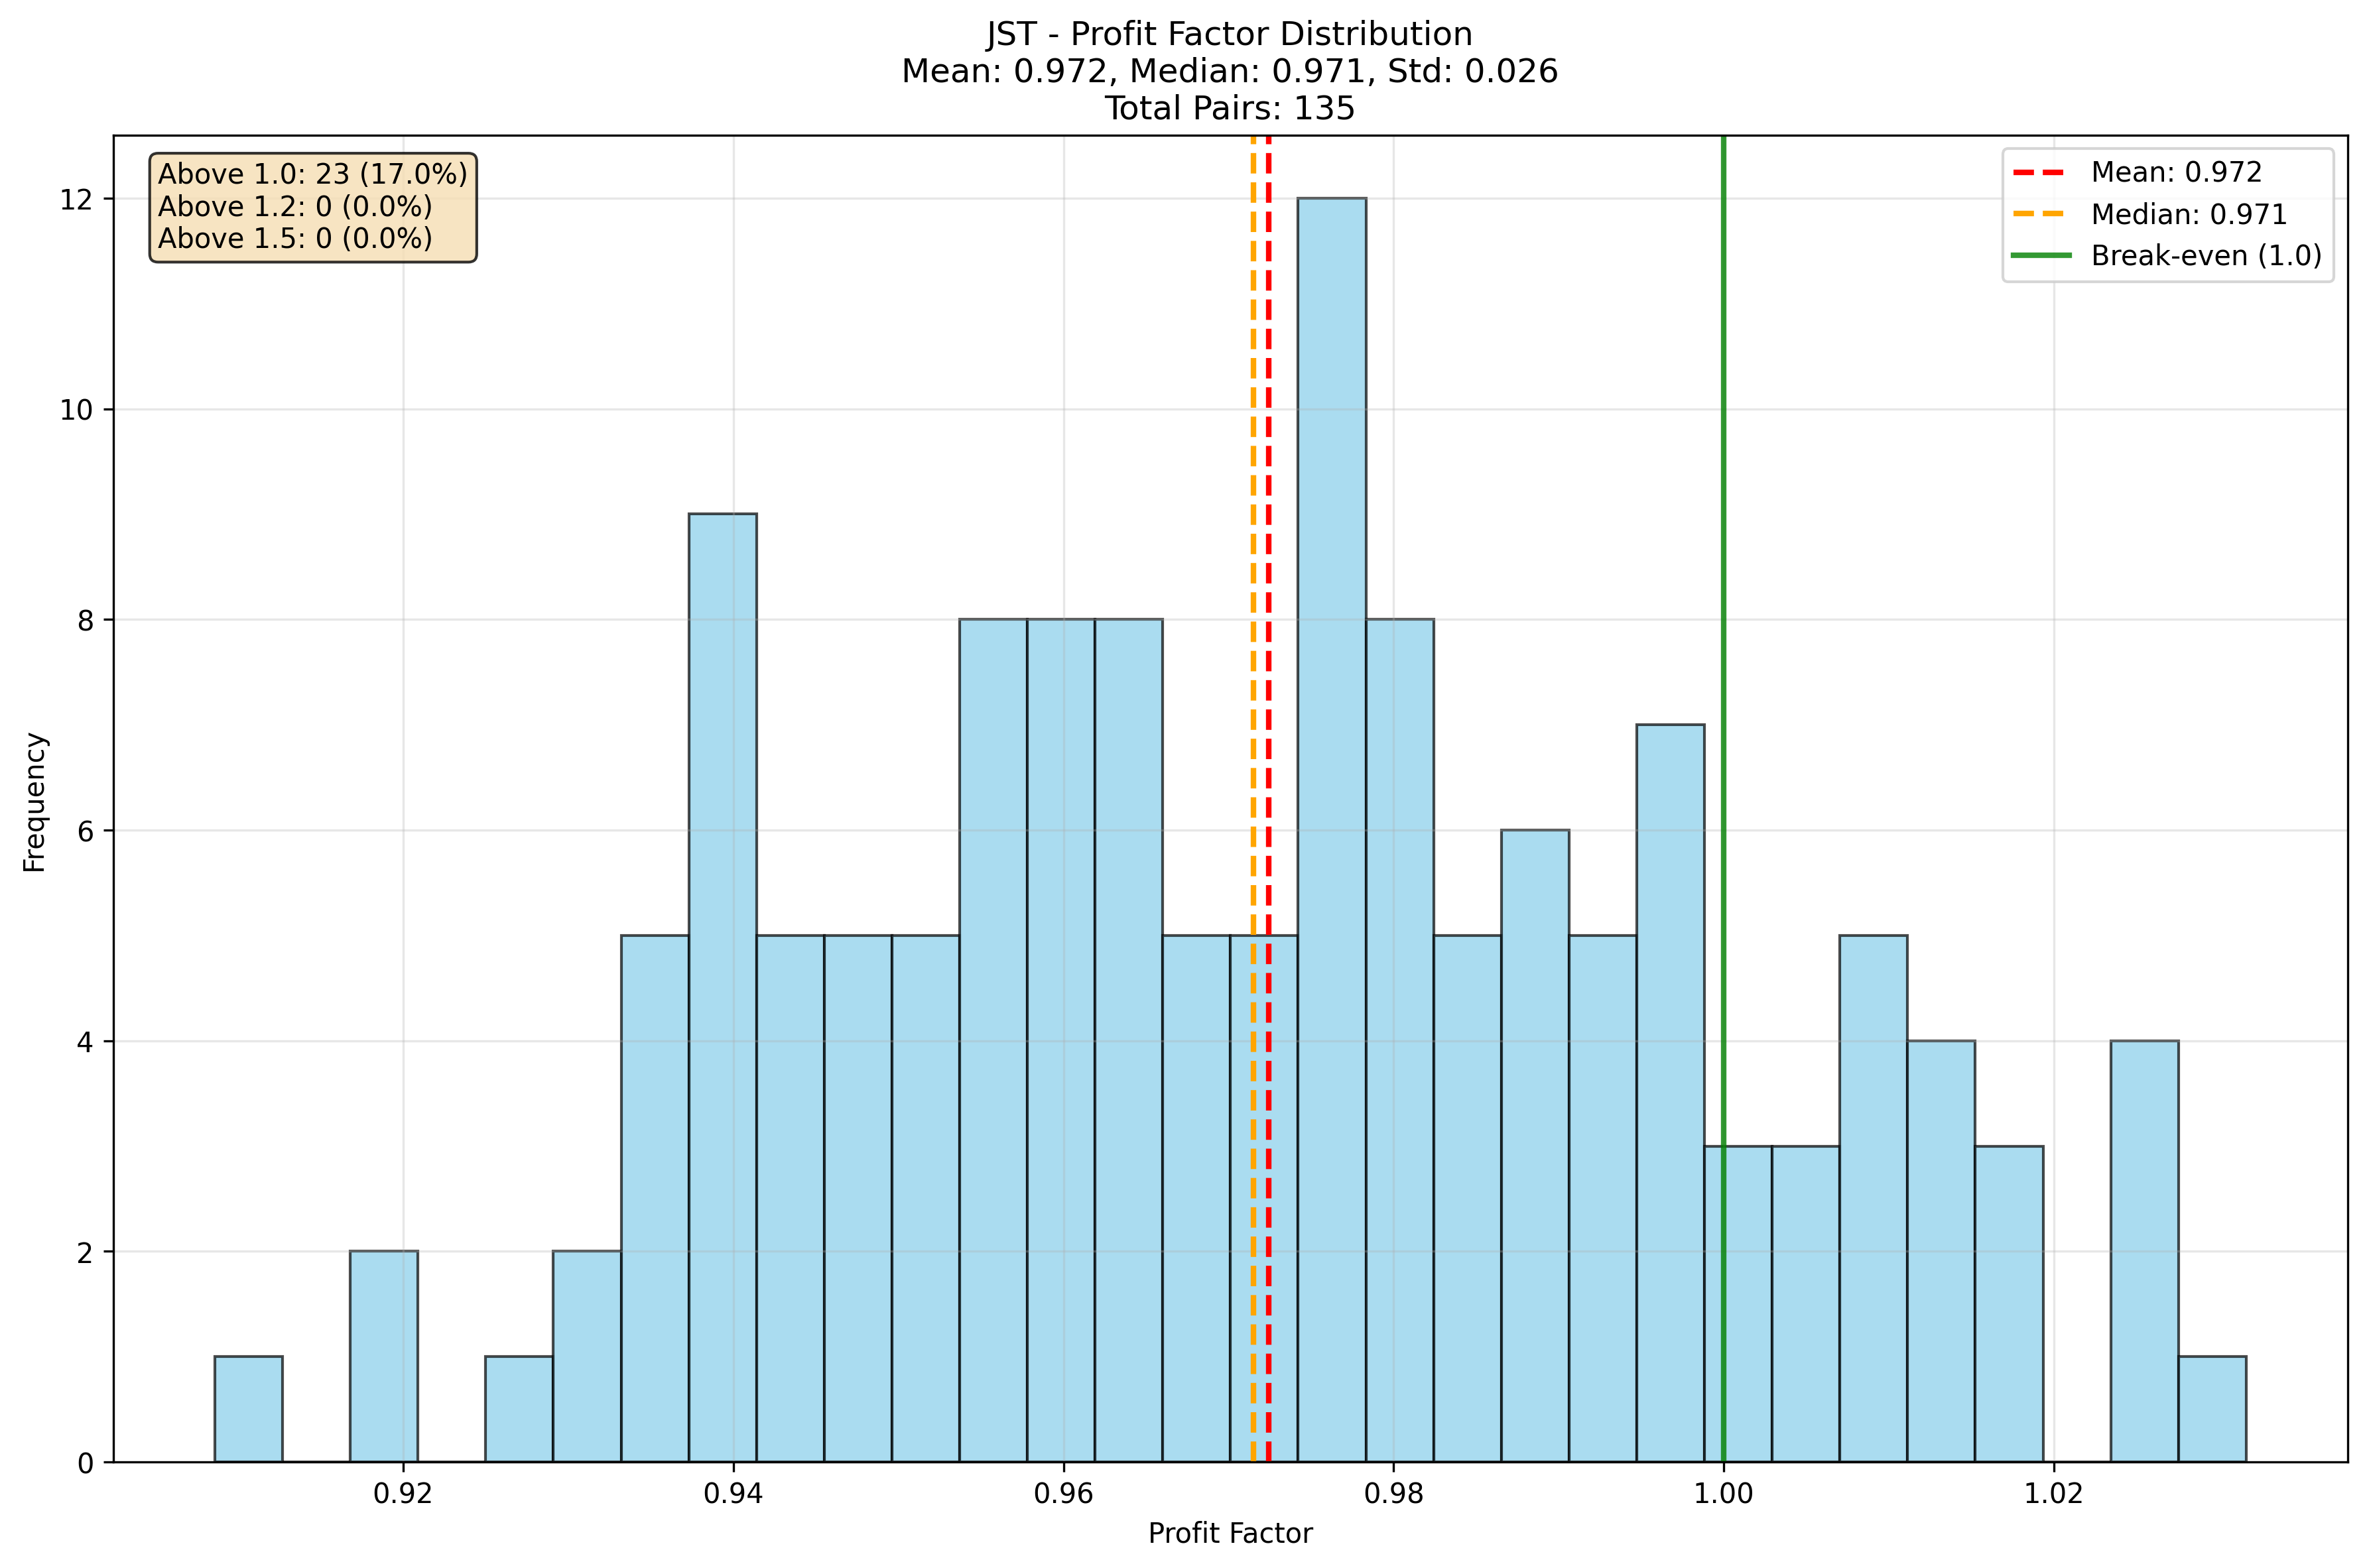 JST - Profit Factor Distribution
Mean: 0.972, Median: 0.971, Std: 0.026
Total Pairs: 135
Above 1.0: 23 (17.0%)
Above 1.2: 0 (0.0%)
Above 1.5: 0 (0.0%)
Mean: 0.972
Median: 0.971
Break-even (1.0)
Frequency
12
10
8
6
4
2
0
0.92
0.94
0.96
0.98
1.00
1.02
Profit Factor